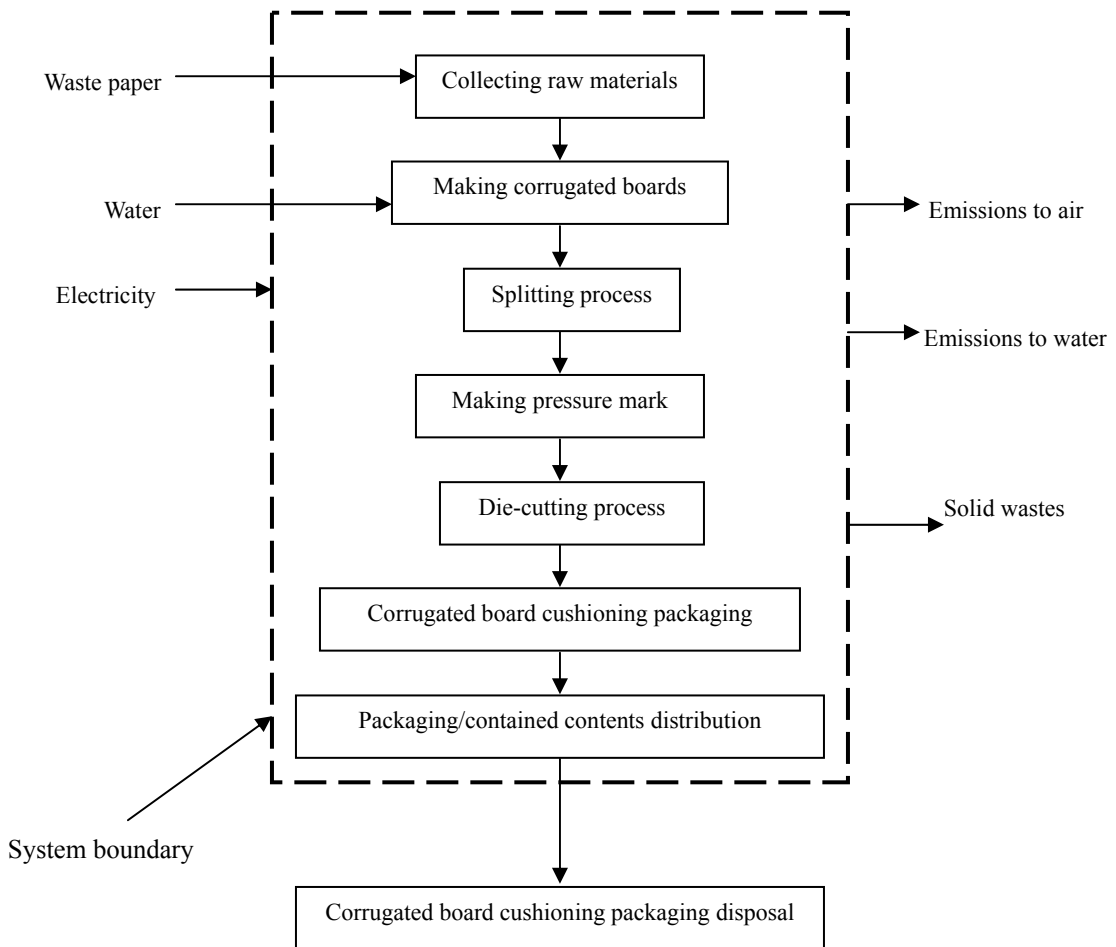 Waste paper
Collecting raw materials
Making corrugated boards
Water
Emissions to air
Electricity
Splitting process
Emissions to water
Making pressure mark
Die-cutting process
Solid wastes
Corrugated board cushioning packaging
Packaging/contained contents distribution
System boundary
Corrugated board cushioning packaging disposal